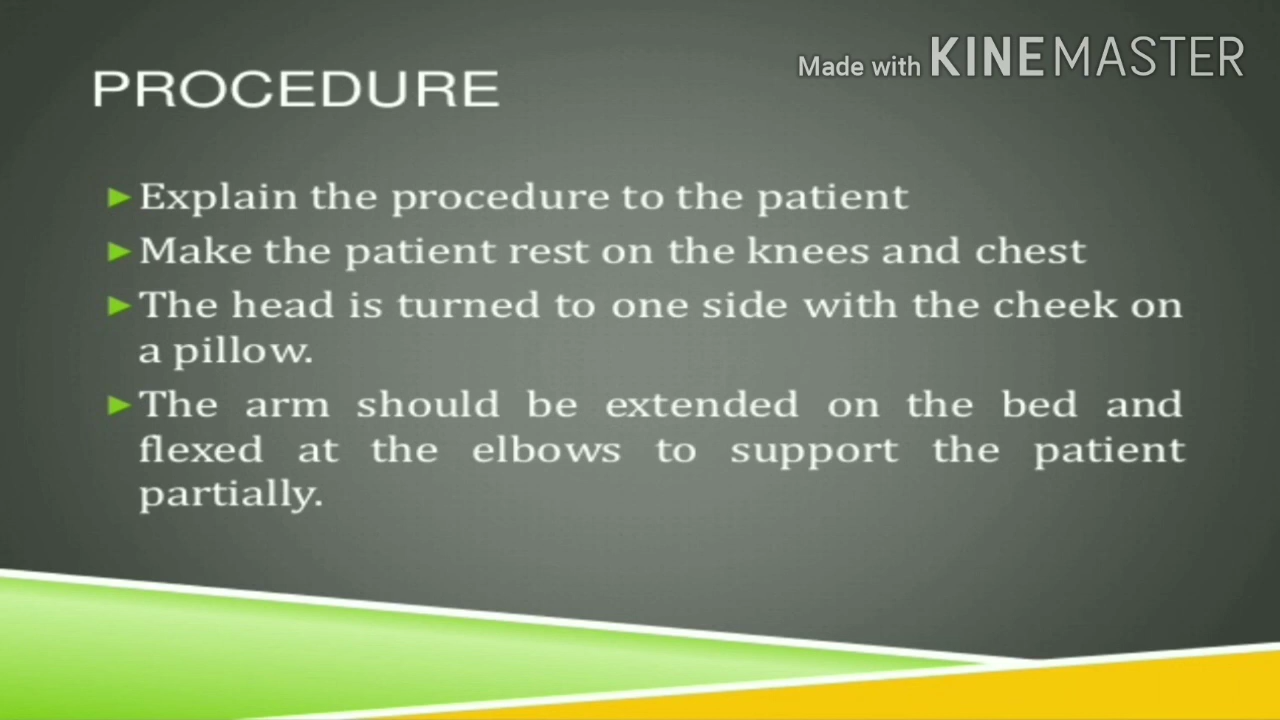 Made with KINEMASTER
PROCEDURE
Explain the procedure to the patient
Make the patient rest on the knees and chest
The head is turned to one side with the cheek on
a pillow.
The arm should be extended on the bed and
flexed at the elbows to support the patient
partially.